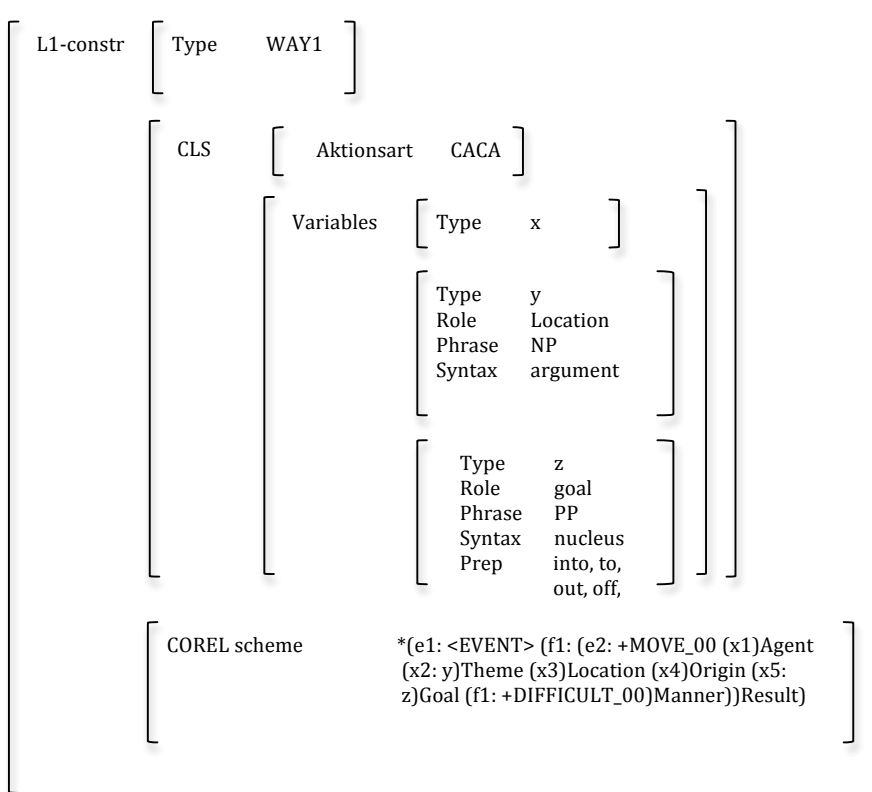 L1-constr Type WAY1
CLS Aktionsart CACA
Variables Type x
Type y
Role Location
Phrase NP
Syntax argument
Type z
Role goal
Phrase PP
Syntax nucleus
Prep into, to,
out, off,
COREL scheme *(e1: <EVENT> (f1: (e2: +MOVE_00 (x1)Agent
(x2: y)Theme (x3)Location (x4)Origin (x5:
z)Goal (f1: +DIFFICULT_00)Manner))Result)